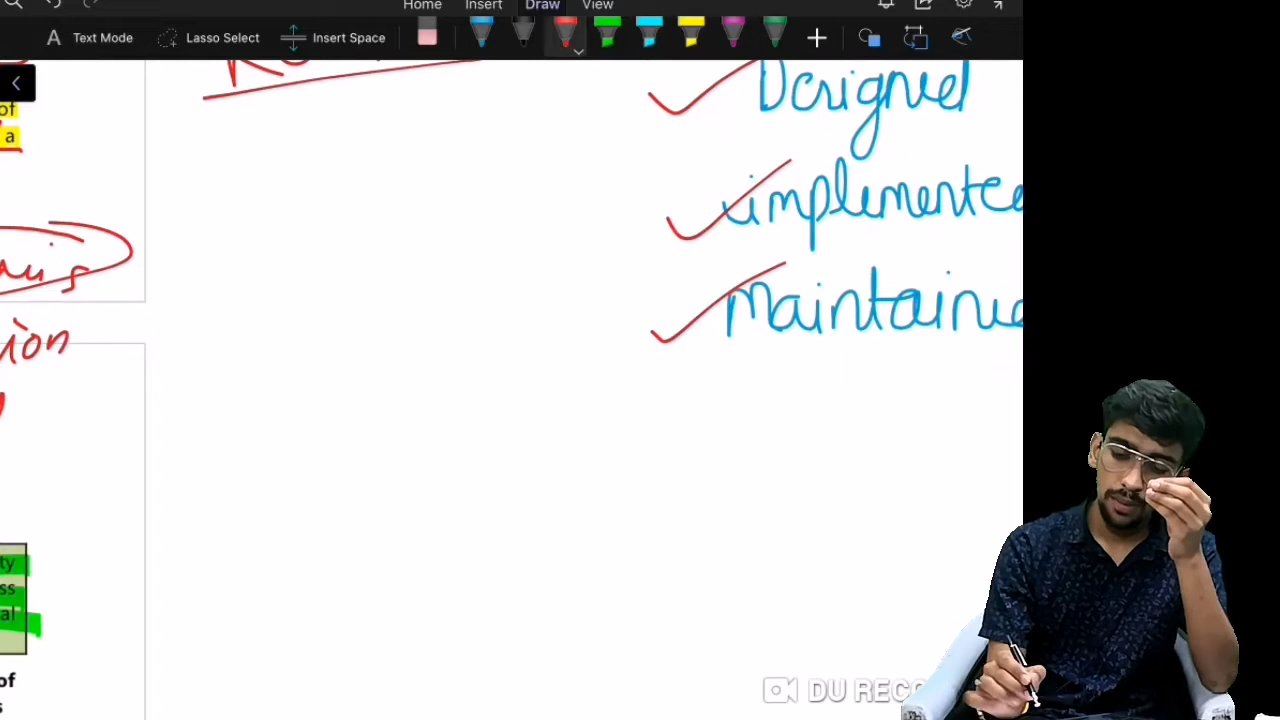 Home Insert Draw View
A Text Mode Lasso Select Insert Space
Designed
of
a
implemente
Maintaine
ion
ty
ss
al
of
s
DU RECO